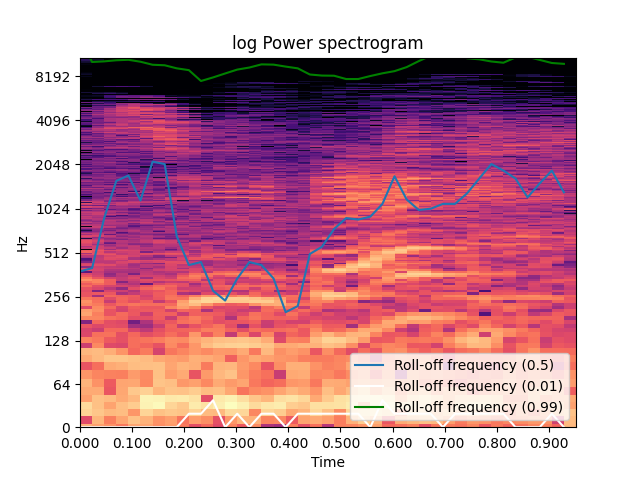 log Power spectrogram
Hz
8192
4096
2048
1024
512
256
128
64
0
Roll-off frequency (0.5)
Roll-off frequency (0.01)
Roll-off frequency (0.99)
0.000 0.100 0.200 0.300 0.400 0.500 0.600 0.700 0.800 0.900
Time